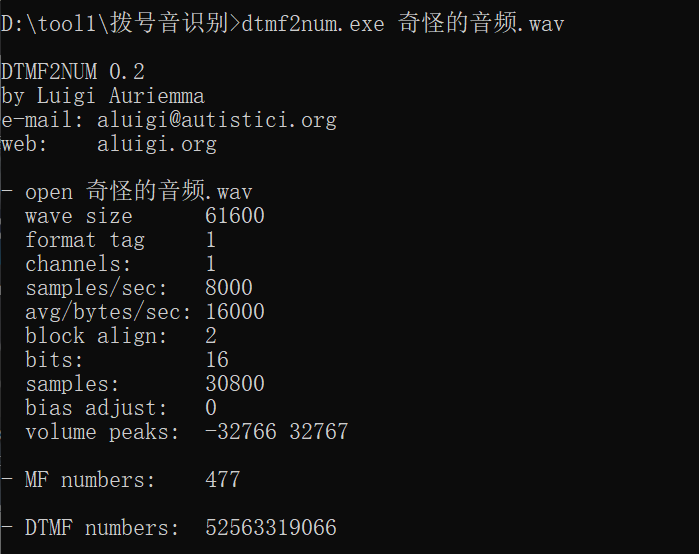 D:\tool1\拨号音识别>dtmf2num.exe 奇怪的音频.wav
DTMF2NUM 0.2
by Luigi Auriemma
e-mail: aluigi@autistici.org
web:    aluigi.org
- open 奇怪的音频.wav
  wave size      61600
  format tag     1
  channels:      1
  samples/sec:   8000
  avg/bytes/sec: 16000
  block align:   2
  bits:          16
  samples:       30800
  bias adjust:   0
  volume peaks:  -32766 32767
- MF numbers:    477
- DTMF numbers:  52563319066